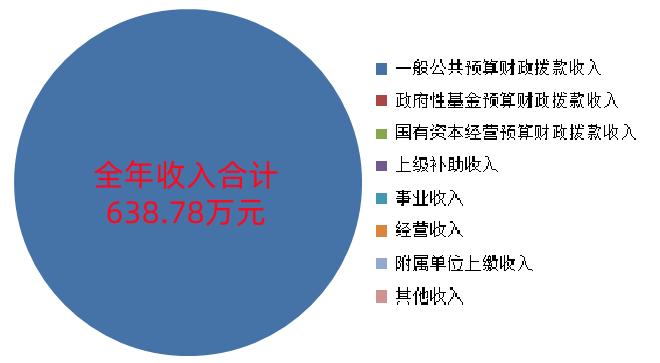 全年收入合计
638.78万元
一般公共预算财政拨款收入
政府性基金预算财政拨款收入
国有资本经营预算财政拨款收入
上级补助收入
事业收入
经营收入
附属单位上缴收入
其他收入